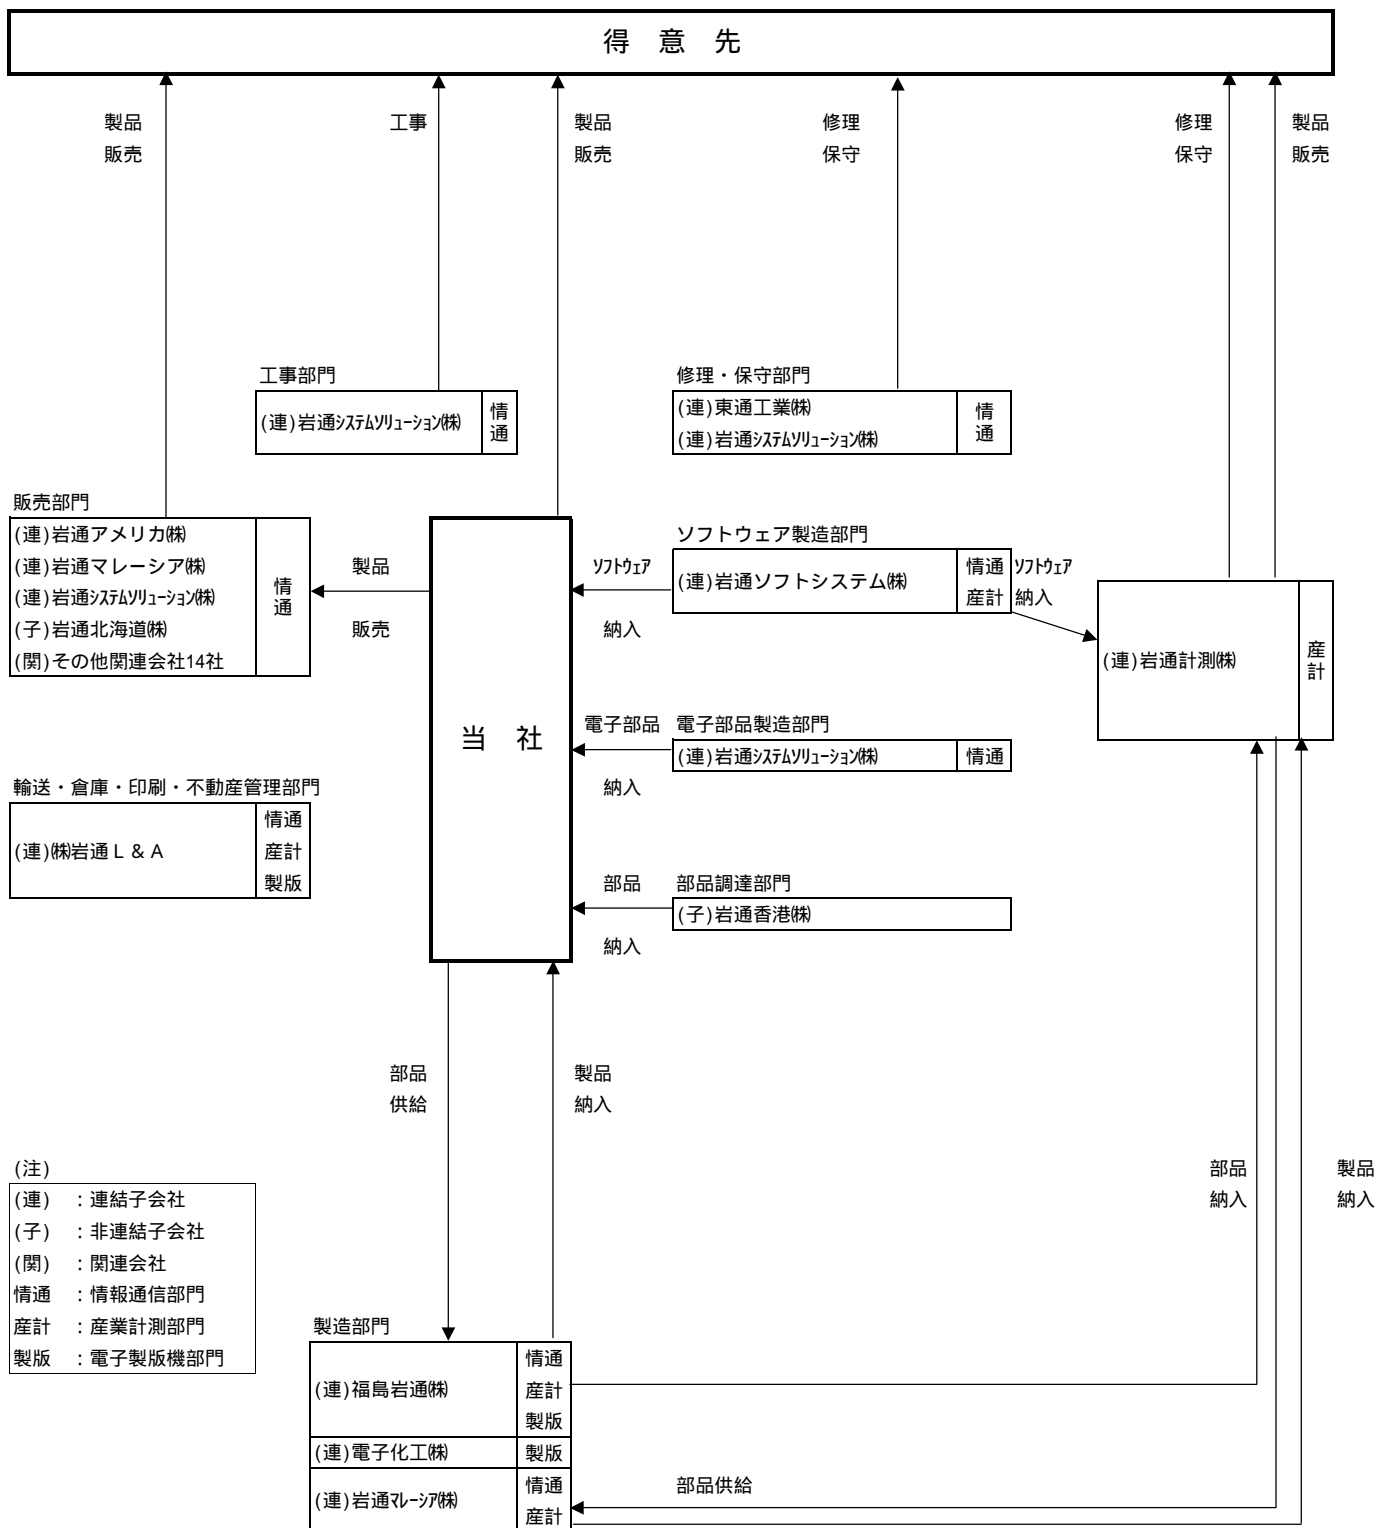 得 意 先
製品
販売
工事
製品
販売
修理
保守
修理
保守
製品
販売
工事部門
(連)岩通ｼｽﾃﾑｿﾘｭｰｼｮﾝ㈱
情
通
修理・保守部門
(連)東通工業㈱
(連)岩通ｼｽﾃﾑｿﾘｭｰｼｮﾝ㈱
情
通
販売部門
(連)岩通アメリカ㈱
(連)岩通マレーシア㈱
(連)岩通ｼｽﾃﾑｿﾘｭｰｼｮﾝ㈱
(子)岩通北海道㈱
(関)その他関連会社14社
情
通
製品
販売
当 社
ｿﾌﾄｳｪｱ
納入
ソフトウェア製造部門
(連)岩通ソフトシステム㈱
情通
産計
ｿﾌﾄｳｪｱ
納入
(連)岩通計測㈱
産
計
電子部品
納入
電子部品製造部門
(連)岩通ｼｽﾃﾑｿﾘｭｰｼｮﾝ㈱
情通
輸送・倉庫・印刷・不動産管理部門
(連)㈱岩通Ｌ＆Ａ
情通
産計
製版
部品
納入
部品調達部門
(子)岩通香港㈱
部品
供給
製品
納入
部品
納入
製品
納入
(注)
(連) : 連結子会社
(子) : 非連結子会社
(関) : 関連会社
情通 : 情報通信部門
産計 : 産業計測部門
製版 : 電子製版機部門
製造部門
(連)福島岩通㈱
情通
産計
製版
(連)電子化工㈱
製版
(連)岩通ﾏﾚｰｼｱ㈱
情通
産計
部品供給